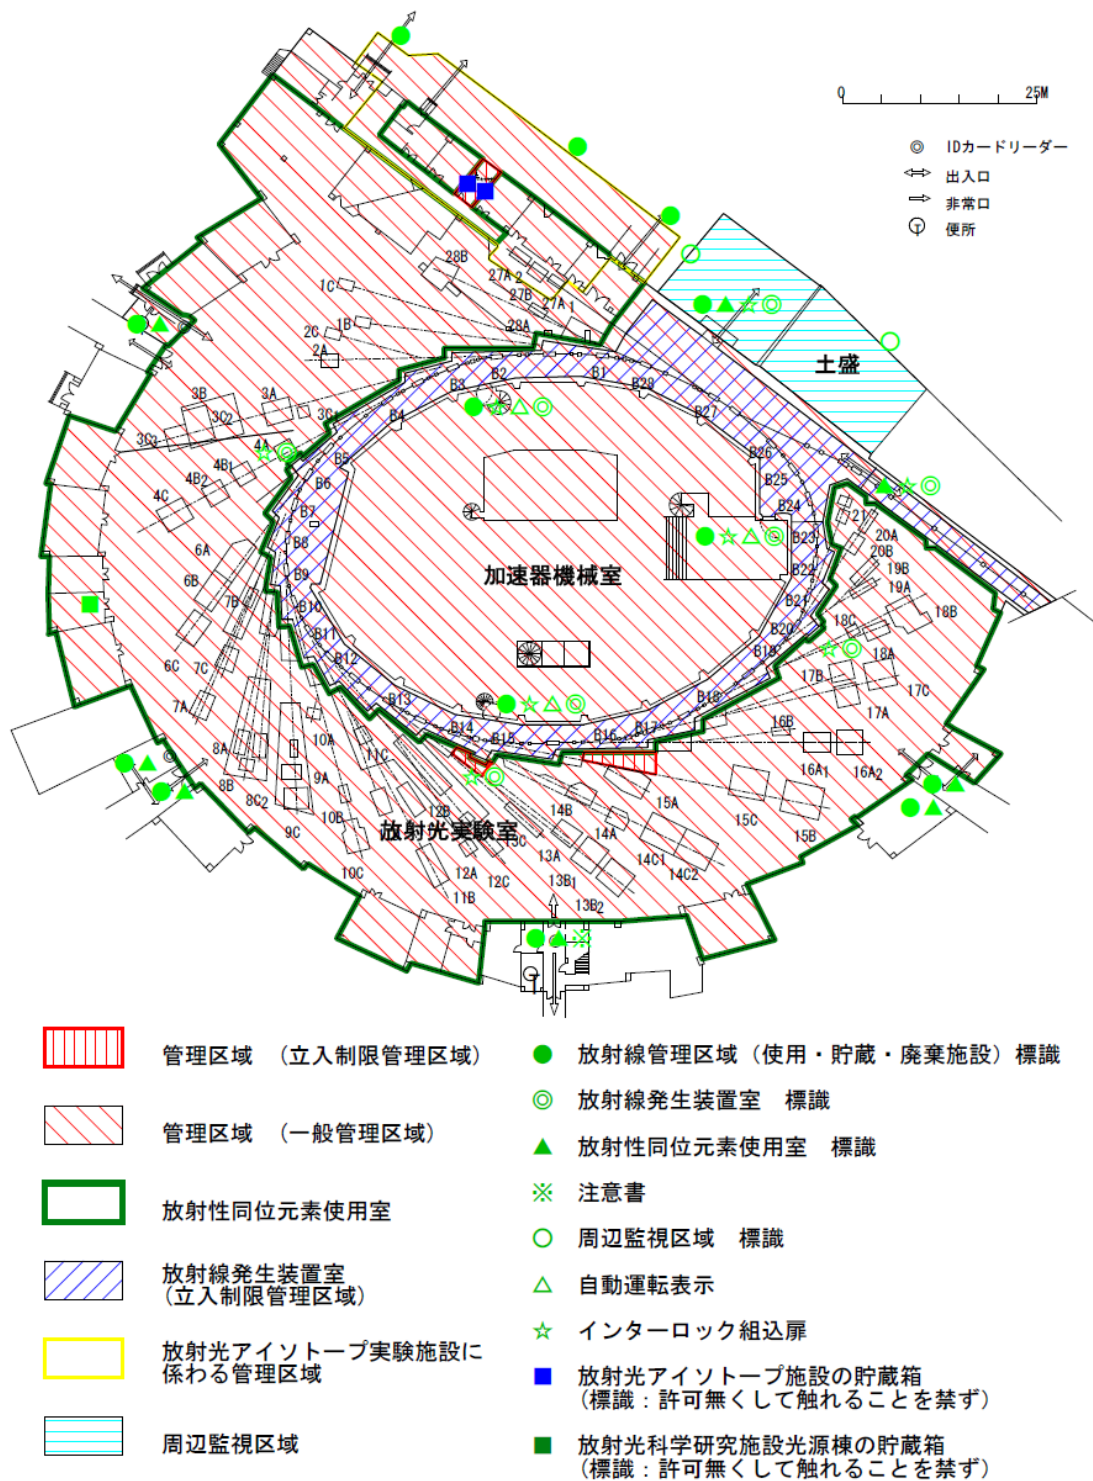 0 25M
IDカードリーダー
出入口
非常口
便所
28B
27A 2
27B
27A 1
28A
1C
1B
2C
2A
土盛
B1
B2
B3
B28
B4
B27
3B
3A
3C2
3C1
3C3
4A
B5
B26
4B1
B6
B25
4B2
4C
B7
B24
21
加速器機械室
6A
B8
B23
20A
20B
6B
B9
B22
19B
19A
7B
B10
B21
18B
B11
B20
18C
6C
7C
B12
B19
18A
17B
7A
B13
B18
17C
17A
B14
B15
B16
B17
16B
8A
10A
11C
16A1
16A2
8B
9A
8C2
15A
10B
12B
14B
15C
15B
9C
放射光実験室
13C
14A
13A
14C1
10C
12A
12C
13B1
14C2
11B
13B2
T
管理区域 (立入制限管理区域)
管理区域 (一般管理区域)
放射性同位元素使用室
放射線発生装置室
(立入制限管理区域)
放射光アイソトープ実験施設に
係わる管理区域
周辺監視区域
放射線管理区域(使用・貯蔵・廃棄施設)標識
放射線発生装置室 標識
放射性同位元素使用室 標識
※ 注意書
周辺監視区域 標識
自動運転表示
インターロック組込扉
放射光アイソトープ施設の貯蔵箱
(標識:許可無くして触れることを禁ず)
放射光科学研究施設光源棟の貯蔵箱
(標識:許可無くして触れることを禁ず)